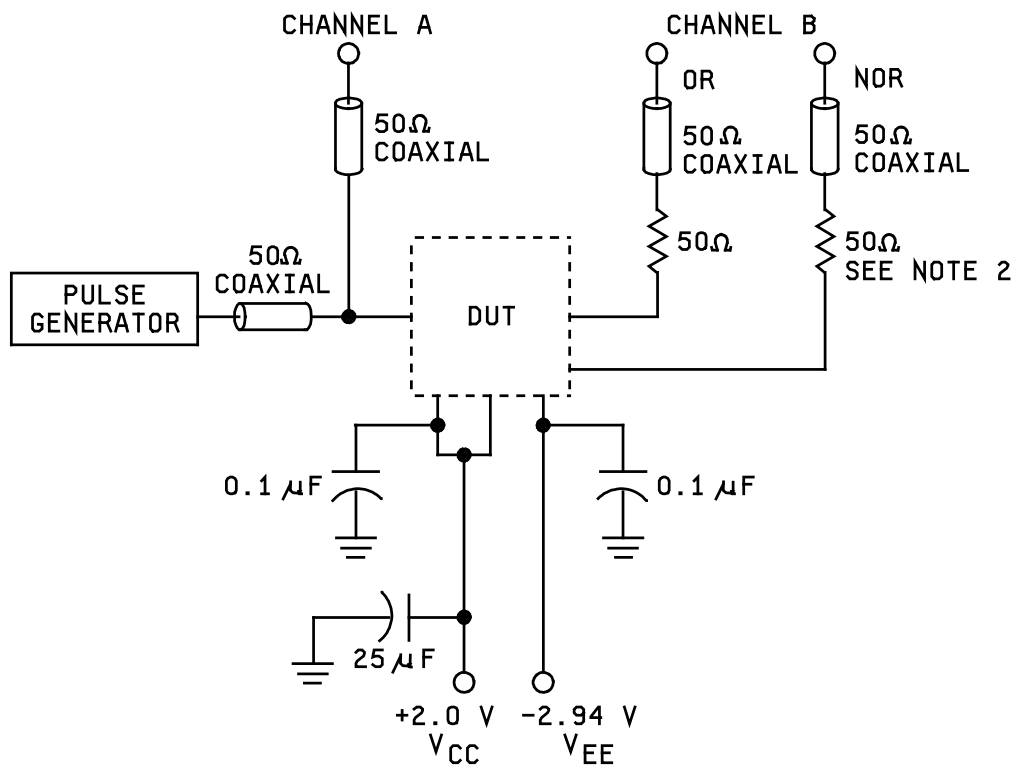 CHANNEL A
CHANNEL B
OR
NOR
50Ω
COAXIAL
50Ω
COAXIAL
50Ω
COAXIAL
50Ω
COAXIAL
50Ω
50Ω
SEE NOTE 2
PULSE
GENERATOR
DUT
0.1 µF
0.1 µF
25 µF
+2.0 V
VCC
-2.94 V
VEE